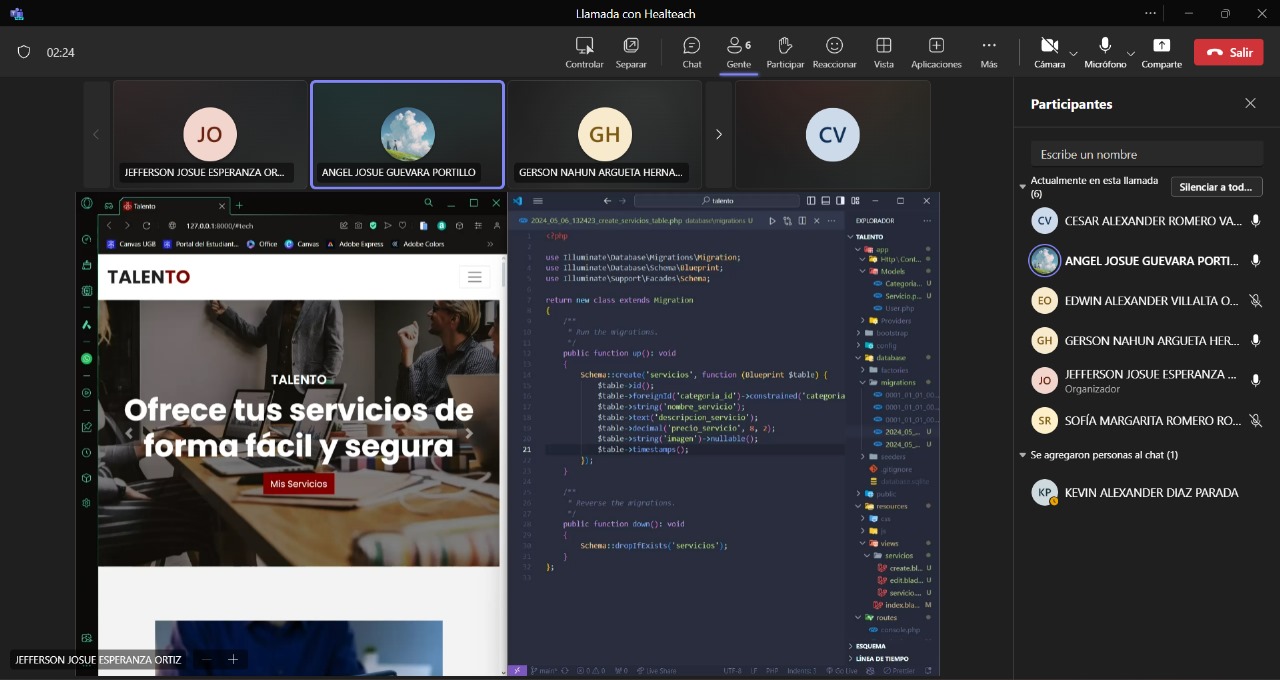 Llamada con Healteach
02:24
Controlar
Separar
Chat
6
Gente
Participar
Reaccionar
Vista
Aplicaciones
Más
Cámara
Micrófono
Comparte
Salir
JO
JEFFERSON JOSUE ESPERANZA OR...
ANGEL JOSUE GUEVARA PORTILLO
GH
GERSON NAHUN ARGUETA HERNA...
CV
Talento
127.0.0.1:8000/#tech
Canvas UGB
Portal del Estudiant...
Office
Canvas
Adobe Express
Adobe Colors
TALENTO
TALENTO
Ofrece tus servicios de
forma fácil y segura
Mis Servicios
talento
2024_05_06_132423_create_services_table.php database\migrations U
1 <?php
use Illuminate\Database\Migrations\Migration;
use Illuminate\Database\Schema\Blueprint;
use Illuminate\Support\Facades\Schema;
return new class extends Migration
{
/**
* Run the migrations.
*/
public function up(): void
{
Schema::create('servicios', function (Blueprint $table) {
$table->id();
$table->foreignId('categoria_id')->constrained('categoria
$table->string('nombre_servicio');
$table->text('descripcion_servicio');
$table->decimal('precio_servicio', 8, 2);
$table->string('imagen')->nullable();
21 $table->timestamps();
});
}
/**
* Reverse the migrations.
*/
public function down(): void
{
Schema::dropIfExists('servicios');
}
};
EXPLORADOR
TALENTO
app
Http\Cont...
Models
Categoria... U
Servicio.p... U
User.php
Providers
bootstrap
config
database
factories
migrations
0001_01_01_00...
0001_01_01_00...
0001_01_01_00...
2024_05_... U
2024_05_... U
seeders
.gitignore
database.sqlite
public
resources
css
js
views
servicios
create.bl... U
edit.blad... U
servicio.... U
index.bla... M
routes
console.php
ESQUEMA
LÍNEA DE TIEMPO
main*
Live Share
UTF-8
LF
PHP
Go Live
Prettier
JEFFERSON JOSUE ESPERANZA ORTIZ
Participantes
Escribe un nombre
Actualmente en esta llamada
(6)
Silenciar a tod...
CV
CESAR ALEXANDER ROMERO VA...
ANGEL JOSUE GUEVARA PORTI...
EO
EDWIN ALEXANDER VILLALTA O...
GH
GERSON NAHUN ARGUETA HER...
JO
JEFFERSON JOSUE ESPERANZA ...
Organizador
SR
SOFÍA MARGARITA ROMERO RO...
Se agregaron personas al chat (1)
KP
KEVIN ALEXANDER DIAZ PARADA